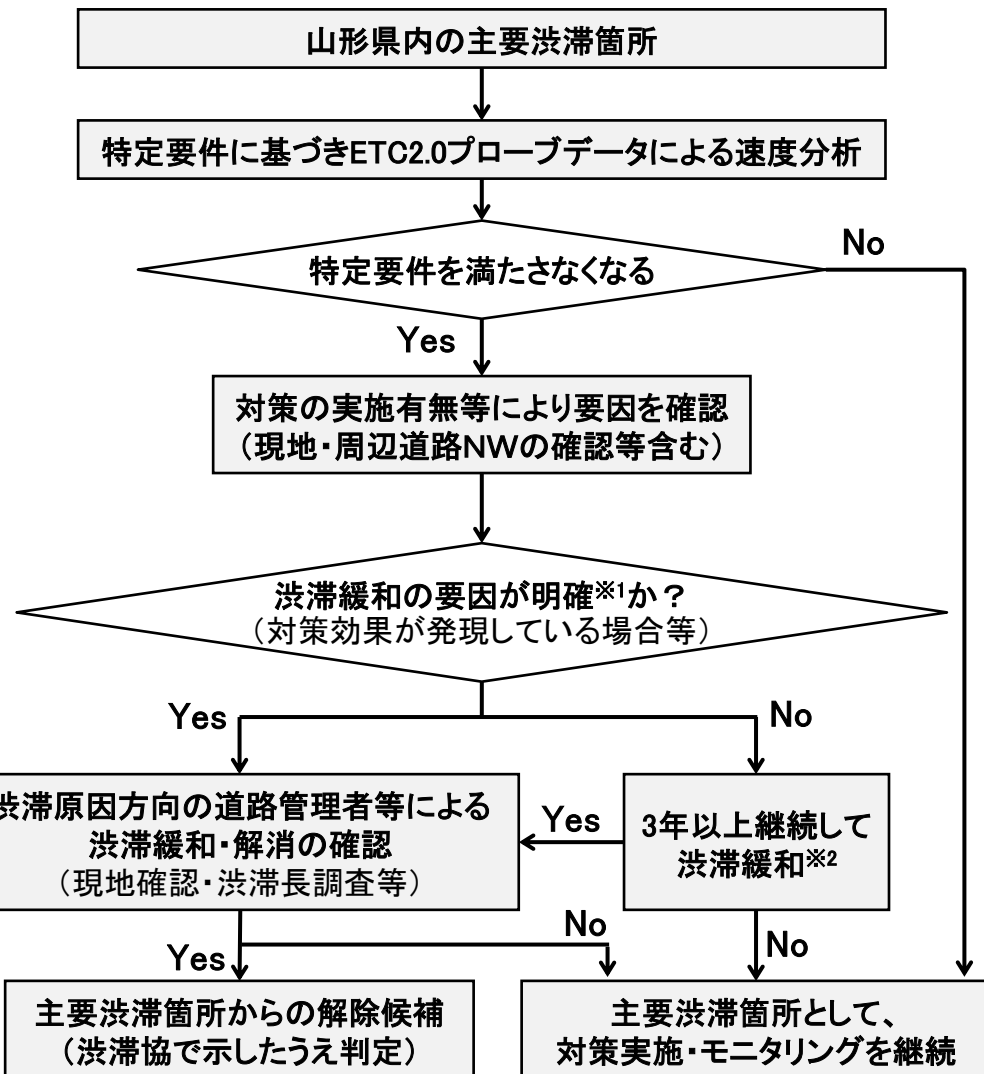 山形県内の主要渋滞箇所
特定要件に基づきETC2.0プローブデータによる速度分析
特定要件を満たさなくなる
No
Yes
対策の実施有無等により要因を確認
（現地・周辺道路NWの確認等含む）
渋滞緩和の要因が明確※1か？
（対策効果が発現している場合等）
Yes
No
渋滞原因方向の道路管理者等による
渋滞緩和・解消の確認
（現地確認・渋滞長調査等）
Yes
3年以上継続して
渋滞緩和※2
Yes
No
No
主要渋滞箇所からの解除候補
（渋滞協で示したうえ判定）
主要渋滞箇所として、
対策実施・モニタリングを継続